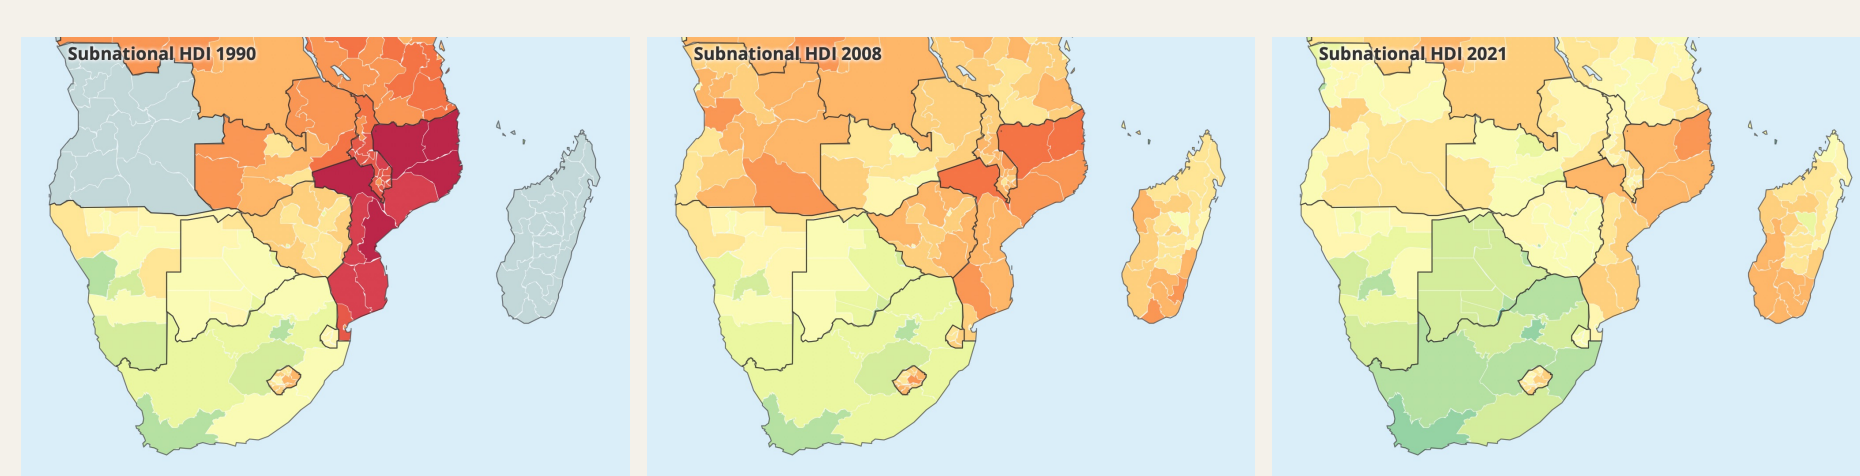 Subnational HDI 1990
Subnational HDI 2008
Subnational HDI 2021